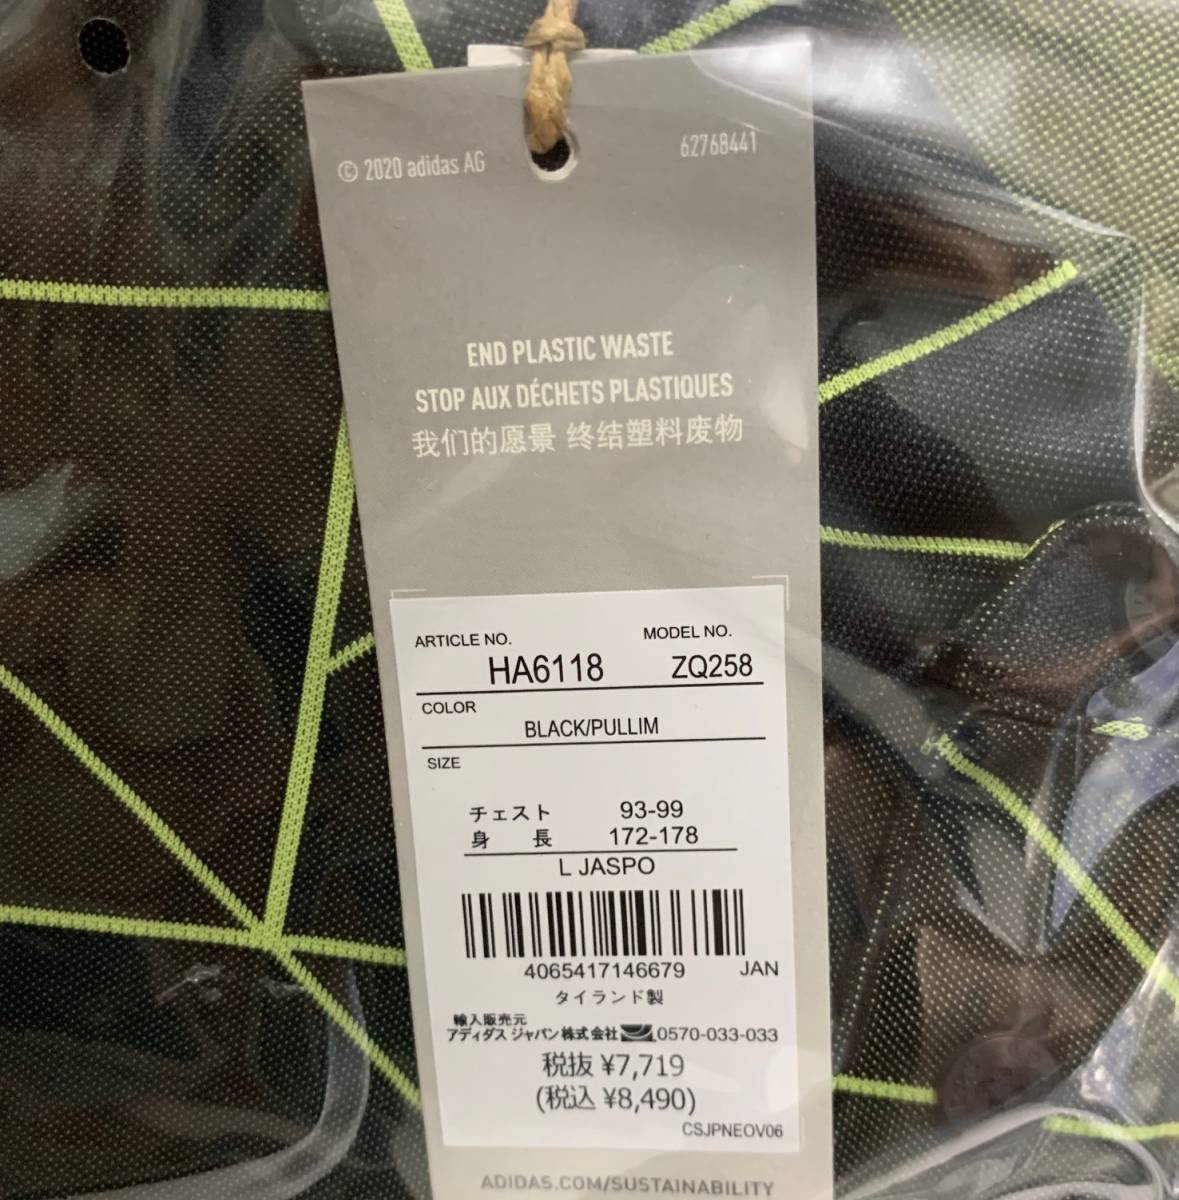 © 2020 adidas AG
62768441
END PLASTIC WASTE
STOP AUX DÉCHETS PLASTIQUES
我们的愿景 终结塑料废物
ARTICLE NO. MODEL NO.
HA6118 ZQ258
COLOR
BLACK/PULLIM
SIZE
チェスト 93-99
身長 172-178
L JASPO
4065417146679 JAN
タイランド製
輸入販売元
アディダス ジャパン株式会社 0570-033-033
税抜 ¥7,719
(税込 ¥8,490)
CSJPNEOV06
ADIDAS.COM/SUSTAINABILITY